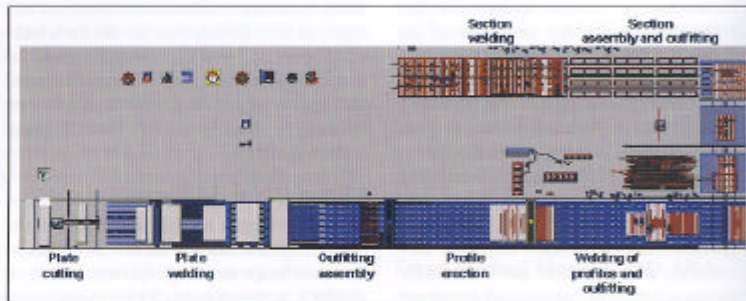 Section
welding
Section
assembly and outfitting
Plate
cutting
Plate
welding
Outfitting
assembly
Profile
erection
Welding of
profiles and
outfitting